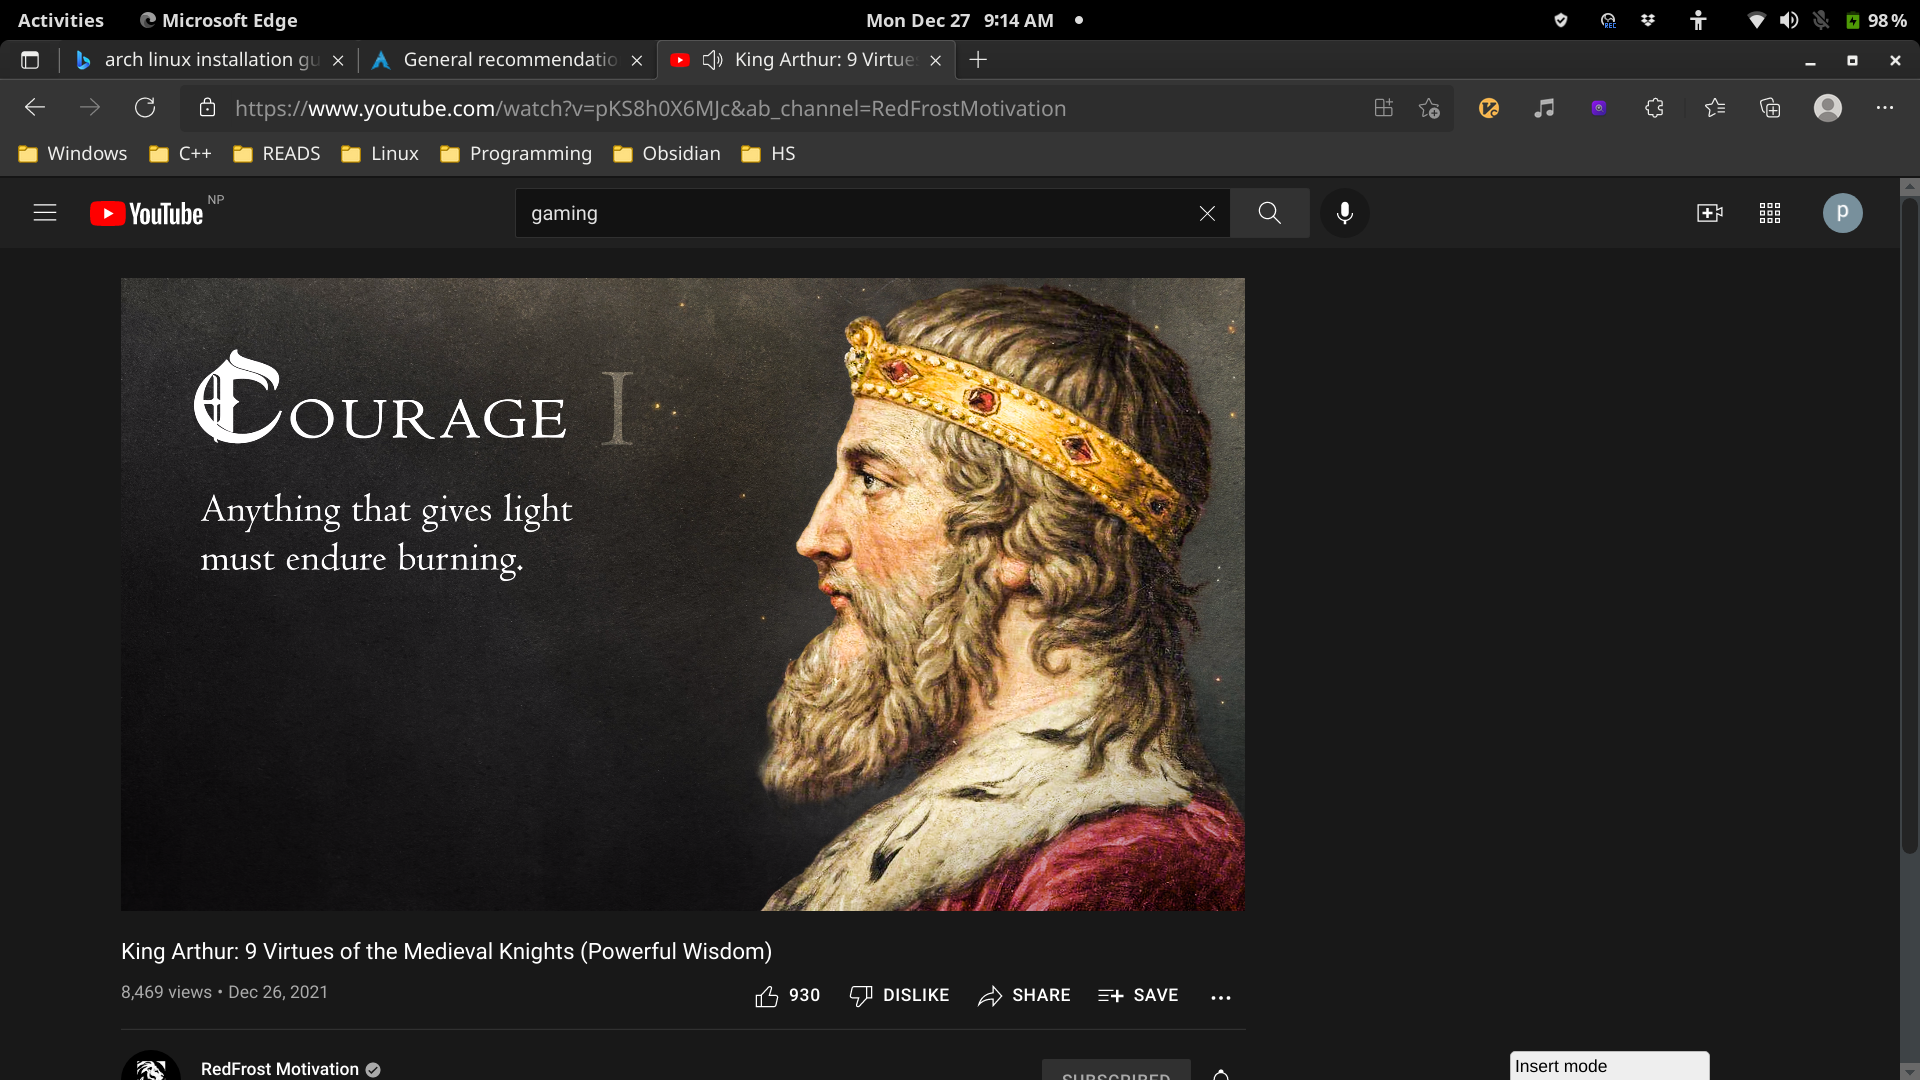 Activities Microsoft Edge Mon Dec 27 9:14 AM 98%
arch linux installation gu General recommendatio King Arthur: 9 Virtue
https://www.youtube.com/watch?v=pKS8h0X6MJc&ab_channel=RedFrostMotivation
Windows C++ READS Linux Programming Obsidian HS
YouTube NP gaming p
COURAGE I
Anything that gives light
must endure burning.
King Arthur: 9 Virtues of the Medieval Knights (Powerful Wisdom)
8,469 views • Dec 26, 2021 930 DISLIKE SHARE SAVE
RedFrost Motivation SUBSCRIBED
Insert mode